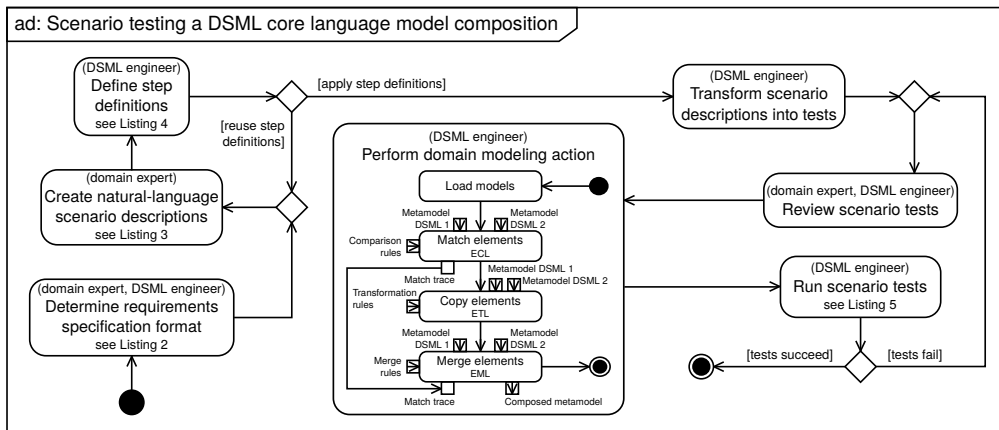 ad: Scenario testing a DSML core language model composition
(DSML engineer)
Define step
definitions
see Listing 4
[apply step definitions]
[reuse step
definitions]
(DSML engineer)
Transform scenario
descriptions into tests
(domain expert)
Create natural-language
scenario descriptions
see Listing 3
(domain expert, DSML engineer)
Determine requirements
specification format
see Listing 2
(DSML engineer)
Perform domain modeling action
Load models
Metamodel
DSML 1
Metamodel
DSML 2
Comparison
rules
Match elements
ECL
Match trace
Metamodel DSML 1
Metamodel DSML 2
Transformation
rules
Copy elements
ETL
Metamodel
DSML 1
Metamodel
DSML 2
Merge
rules
Merge elements
EML
Match trace
Composed metamodel
(domain expert, DSML engineer)
Review scenario tests
(DSML engineer)
Run scenario tests
see Listing 5
[tests succeed]
[tests fail]